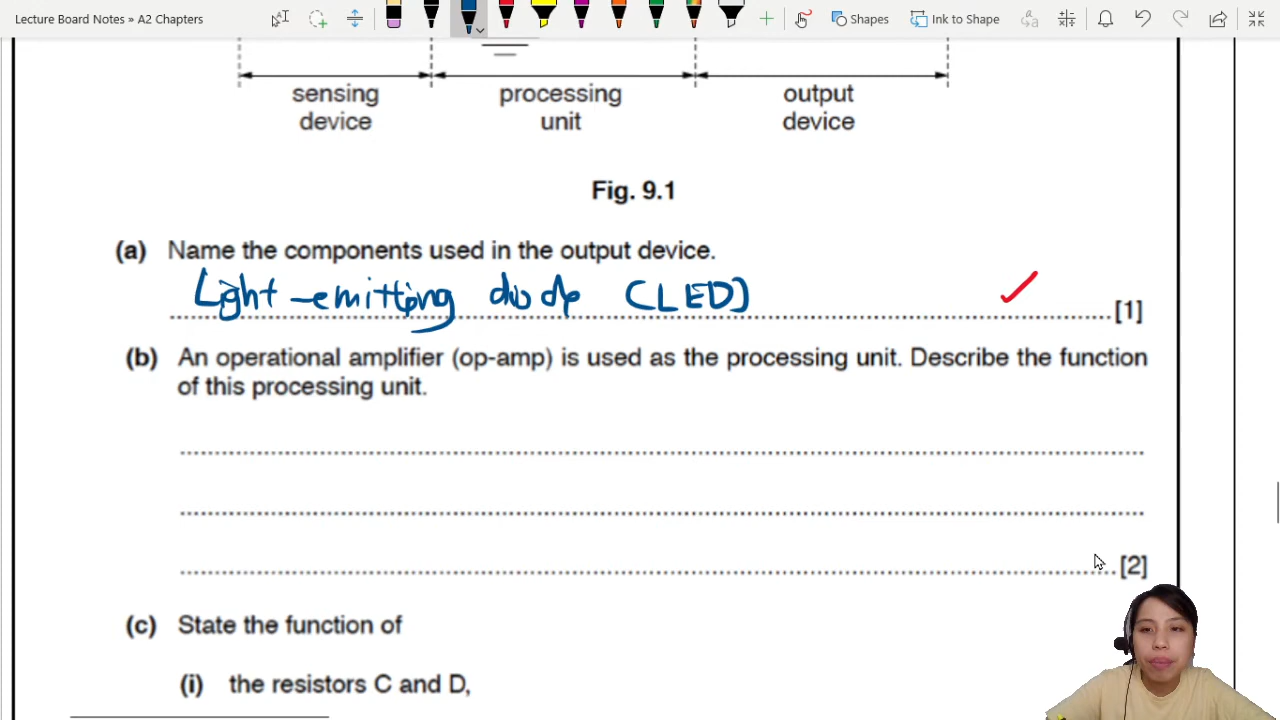 Lecture Board Notes » A2 Chapters
Shapes
Ink to Shape
sensing device
processing unit
output device
Fig. 9.1
(a) Name the components used in the output device.
Light-emitting diode (LED)
[1]
(b) An operational amplifier (op-amp) is used as the processing unit. Describe the function
of this processing unit.
[2]
(c) State the function of
(i) the resistors C and D,